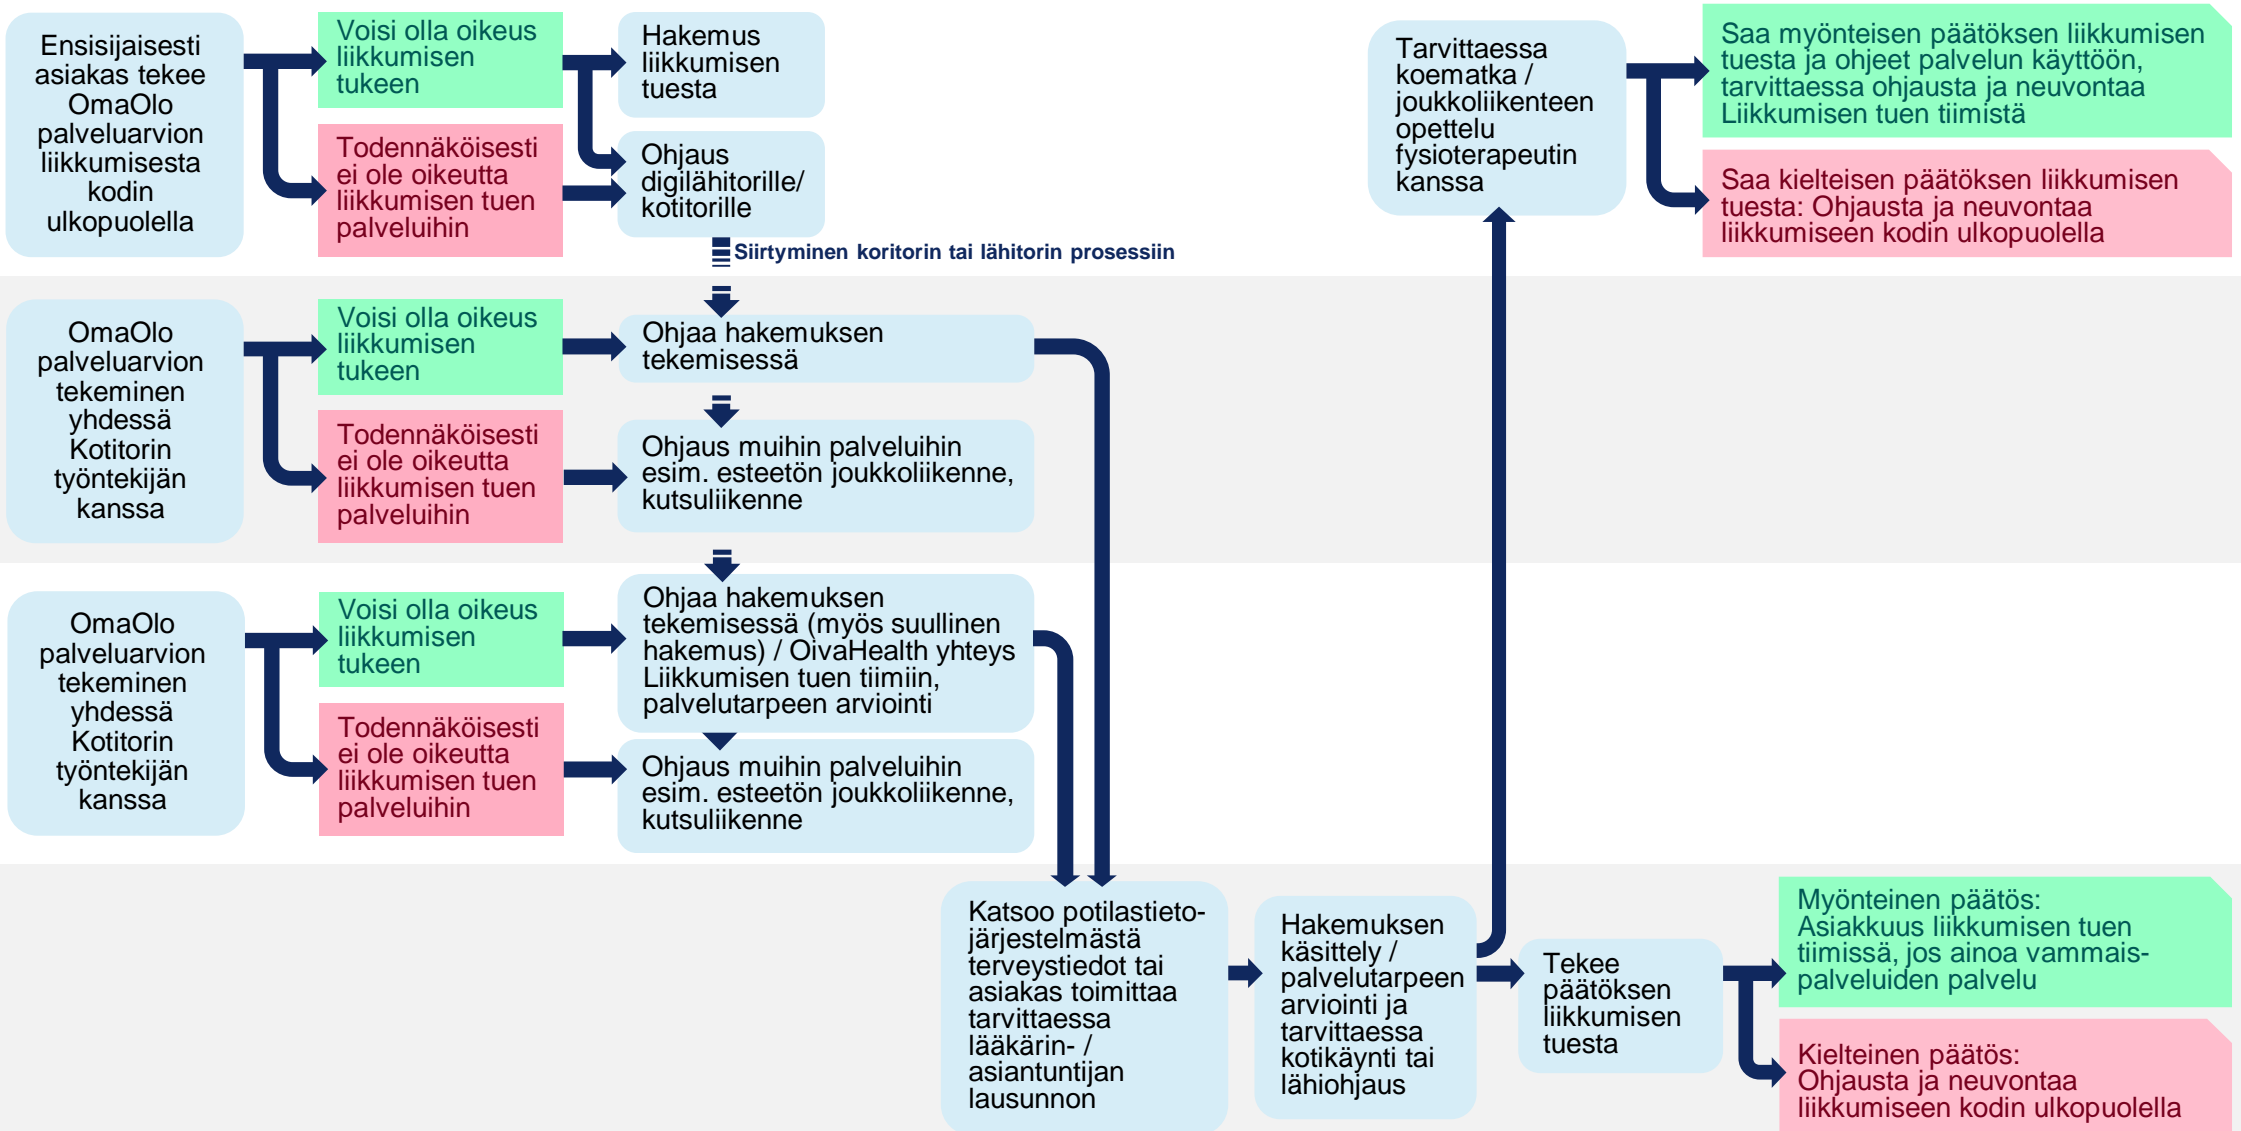 Ensisijaisesti
asiakas tekee
OmaOlo
palveluarvion
liikkumisesta
kodin
ulkopuolella
Voisi olla oikeus
liikkumisen
tukeen
Todennäköisesti
ei ole oikeutta
liikkumisen tuen
palveluihin
Hakemus
liikkumisen
tuesta
Ohjaus
digilähitorille/
kotitorille
Siirtyminen koritorin tai lähitorin prosessiin
Tarvittaessa
koematka /
joukkoliikenteen
opettelu
fysioterapeutin
kanssa
Saa myönteisen päätöksen liikkumisen
tuesta ja ohjeet palvelun käyttöön,
tarvittaessa ohjausta ja neuvontaa
Liikkumisen tuen tiimistä
Saa kielteisen päätöksen liikkumisen
tuesta: Ohjausta ja neuvontaa
liikkumiseen kodin ulkopuolella
OmaOlo
palveluarvion
tekeminen
yhdessä
Kotitorin
työntekijän
kanssa
Voisi olla oikeus
liikkumisen
tukeen
Todennäköisesti
ei ole oikeutta
liikkumisen tuen
palveluihin
Ohjaa hakemuksen
tekemisessä
Ohjaus muihin palveluihin
esim. esteetön joukkoliikenne,
kutsuliikenne
OmaOlo
palveluarvion
tekeminen
yhdessä
Kotitorin
työntekijän
kanssa
Voisi olla oikeus
liikkumisen
tukeen
Todennäköisesti
ei ole oikeutta
liikkumisen tuen
palveluihin
Ohjaa hakemuksen
tekemisessä (myös suullinen
hakemus) / OivaHealth yhteys
Liikkumisen tuen tiimiin,
palvelutarpeen arviointi
Ohjaus muihin palveluihin
esim. esteetön joukkoliikenne,
kutsuliikenne
Katsoo potilastieto-
järjestelmästä
terveystiedot tai
asiakas toimittaa
tarvittaessa
lääkärin- /
asiantuntijan
lausunnon
Hakemuksen
käsittely /
palvelutarpeen
arviointi ja
tarvittaessa
kotikäynti tai
lähiohjaus
Tekee
päätöksen
liikkumisen
tuesta
Myönteinen päätös:
Asiakkuus liikkumisen tuen
tiimissä, jos ainoa vammais-
palveluiden palvelu
Kielteinen päätös:
Ohjausta ja neuvontaa
liikkumiseen kodin ulkopuolella